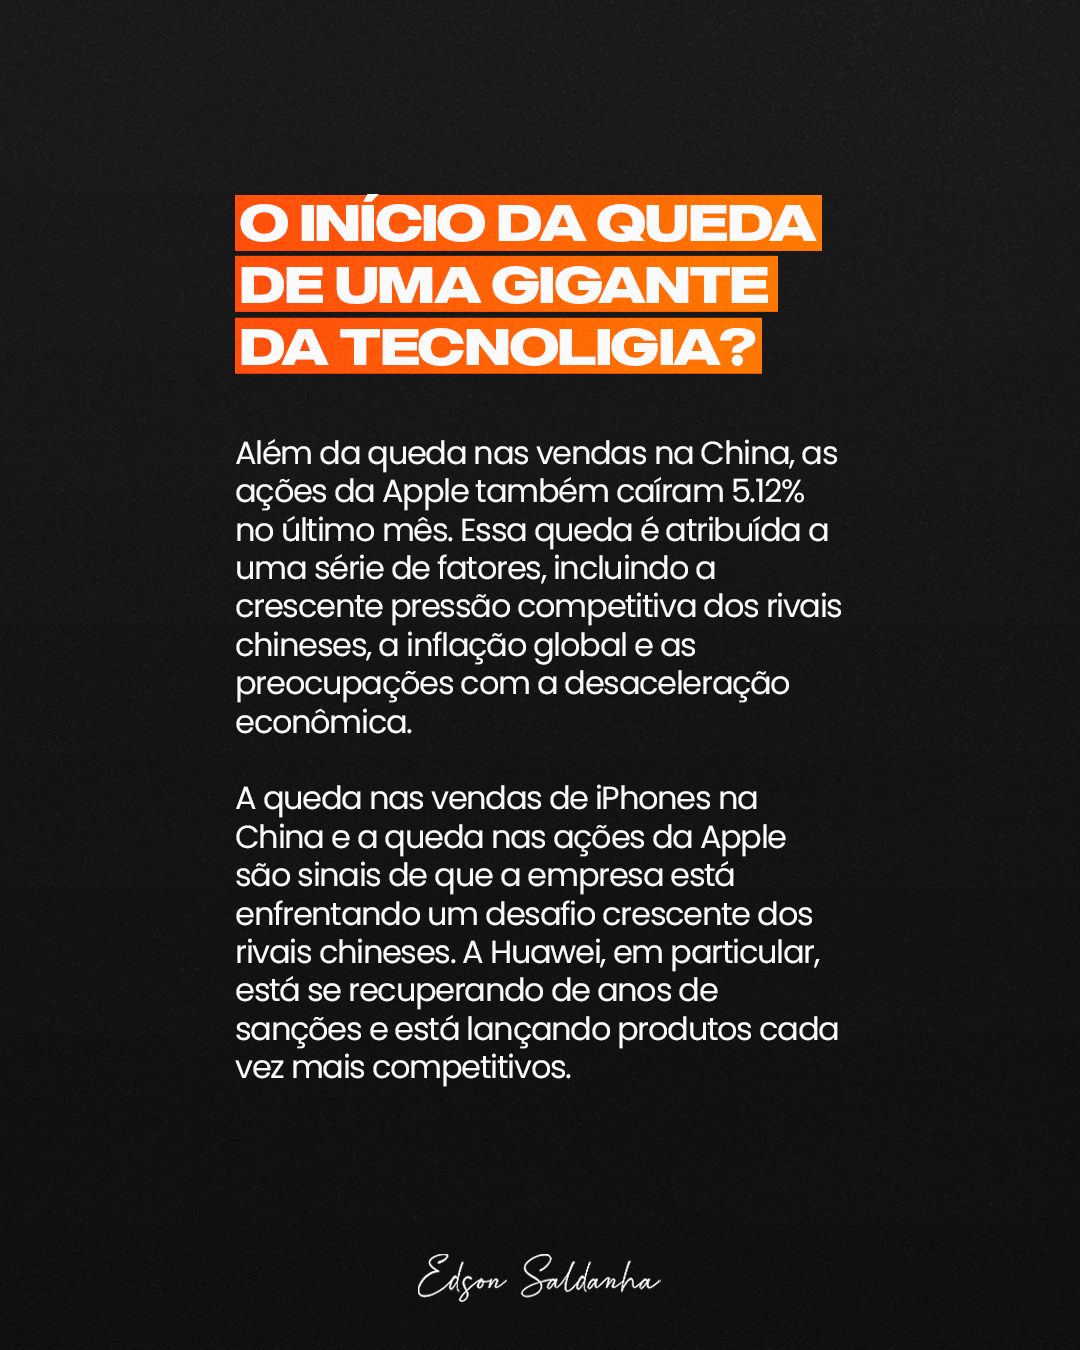 O INÍCIO DA QUEDA
DE UMA GIGANTE
DA TECNOLIGIA?
Além da queda nas vendas na China, as
ações da Apple também caíram 5.12%
no último mês. Essa queda é atribuída a
uma série de fatores, incluindo a
crescente pressão competitiva dos rivais
chineses, a inflação global e as
preocupações com a desaceleração
econômica.
A queda nas vendas de iPhones na
China e a queda nas ações da Apple
são sinais de que a empresa está
enfrentando um desafio crescente dos
rivais chineses. A Huawei, em particular,
está se recuperando de anos de
sanções e está lançando produtos cada
vez mais competitivos.
Edson Saldanha